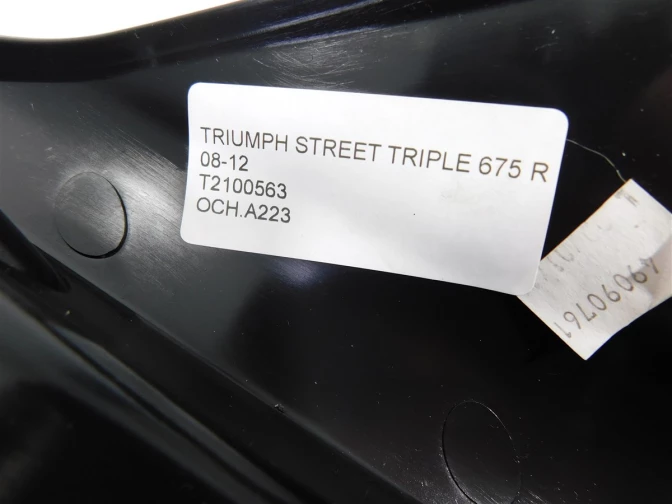 TRIUMPH STREET TRIPLE 675 R
08-12
T2100563
OCH.A223